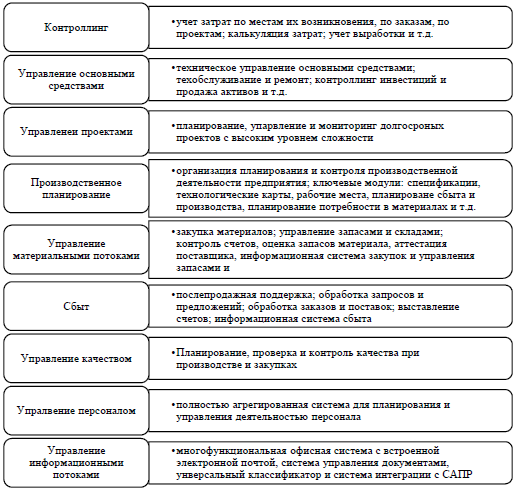 Контроллинг
•учет затрат по местам их возникновения, по заказам, по
проектам; калькуляция затрат; учет выработки и т.д.
Управление основными
средствами
•техническое управление основными средствами;
техобслуживание и ремонт; контроллинг инвестиций и
продажа активов и т.д.
Управленеи проектами
•планирование, упарвление и мониторинг долгосроных
проектов с высоким уровнем сложности
Производственное
планирование
•организация планирования и контроля производственной
деятельности предприятия; ключевые модули: спецификации,
технологические карты, рабочие места, планироване сбыта и
производства, планирование потребности в материалах и т.д.
Управление
материальными потоками
•закупка материалов; управление запасами и складами;
контроль счетов, оценка запасов материала, аттестация
поставщика, информационная система закупок и управления
запасами и
Сбыт
•послепродажная поддержка; обработка запросов и
предложений; обработка заказов и поставок; выставление
счетов; информационная система сбыта
Управление качеством
•Планирование, проверка и контроль качества при
производстве и закупках
Упралвение персоналом
•полностью агрегированная система для планирования и
управления деятельностью персонала
Управление
информационными
потоками
•многофункциональная офисная система с встроенной
электронной почтой, система управления документами,
унверсальный классификатор и система интеграции с САПР